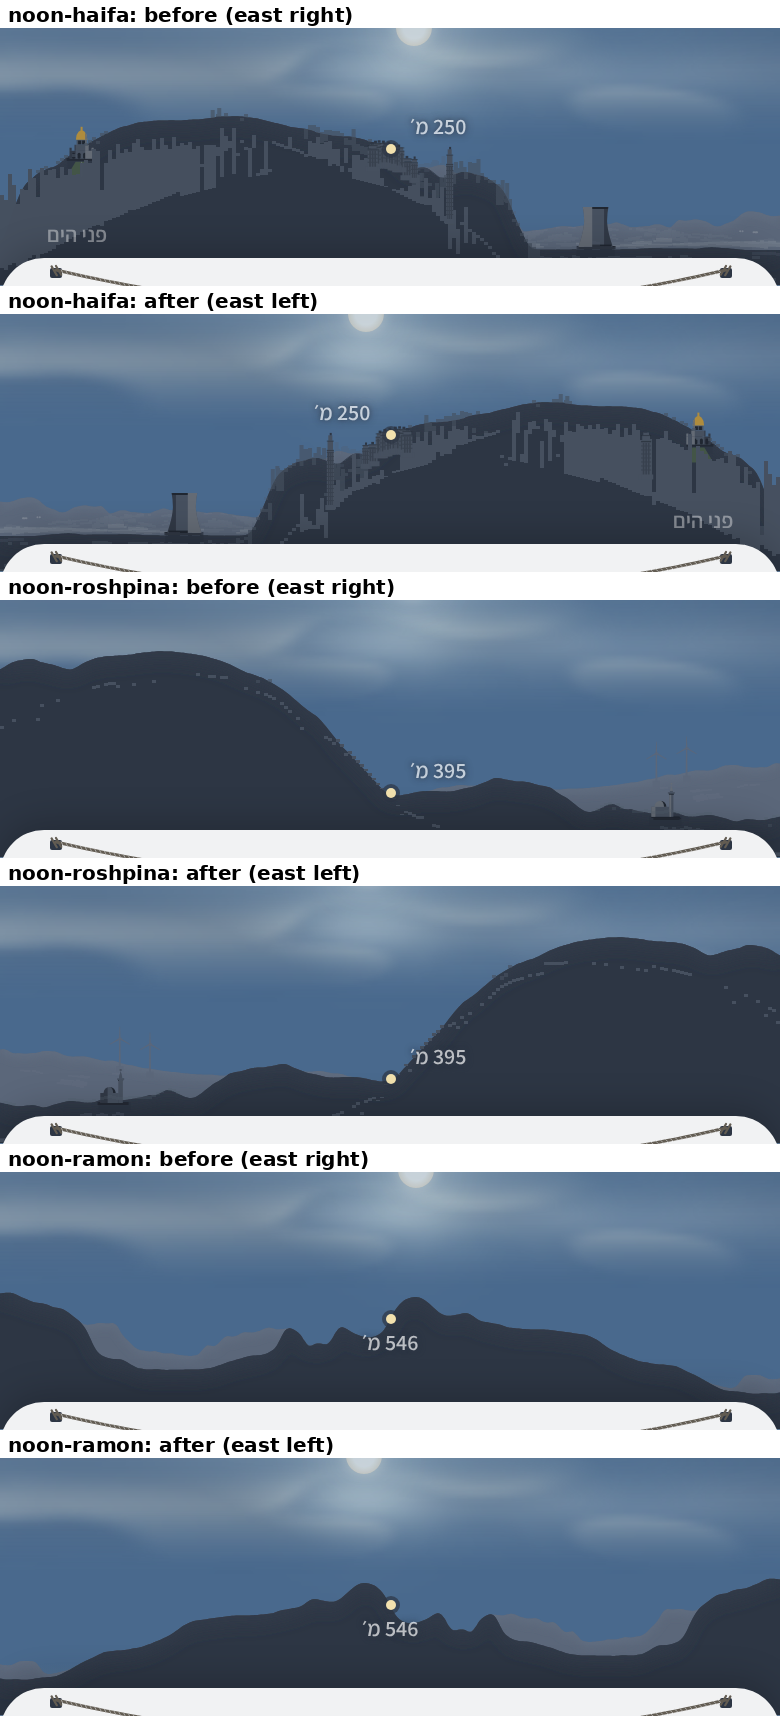 noon-haifa: before (east right)
250 מ׳
פני הים
noon-haifa: after (east left)
250 מ׳
פני הים
noon-roshpina: before (east right)
395 מ׳
noon-roshpina: after (east left)
395 מ׳
noon-ramon: before (east right)
546 מ׳
noon-ramon: after (east left)
546 מ׳